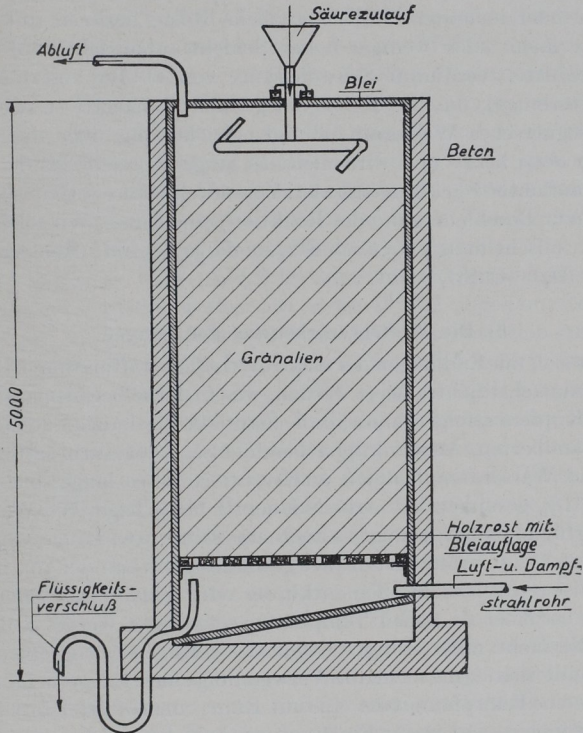 Säurezulauf
Abluft
Blei
Beton
Granalien
5000
Holzrost mit.
Bleiauflage
Luft-u. Dampf-
strahlrohr
Flüssigkeits-
verschluß